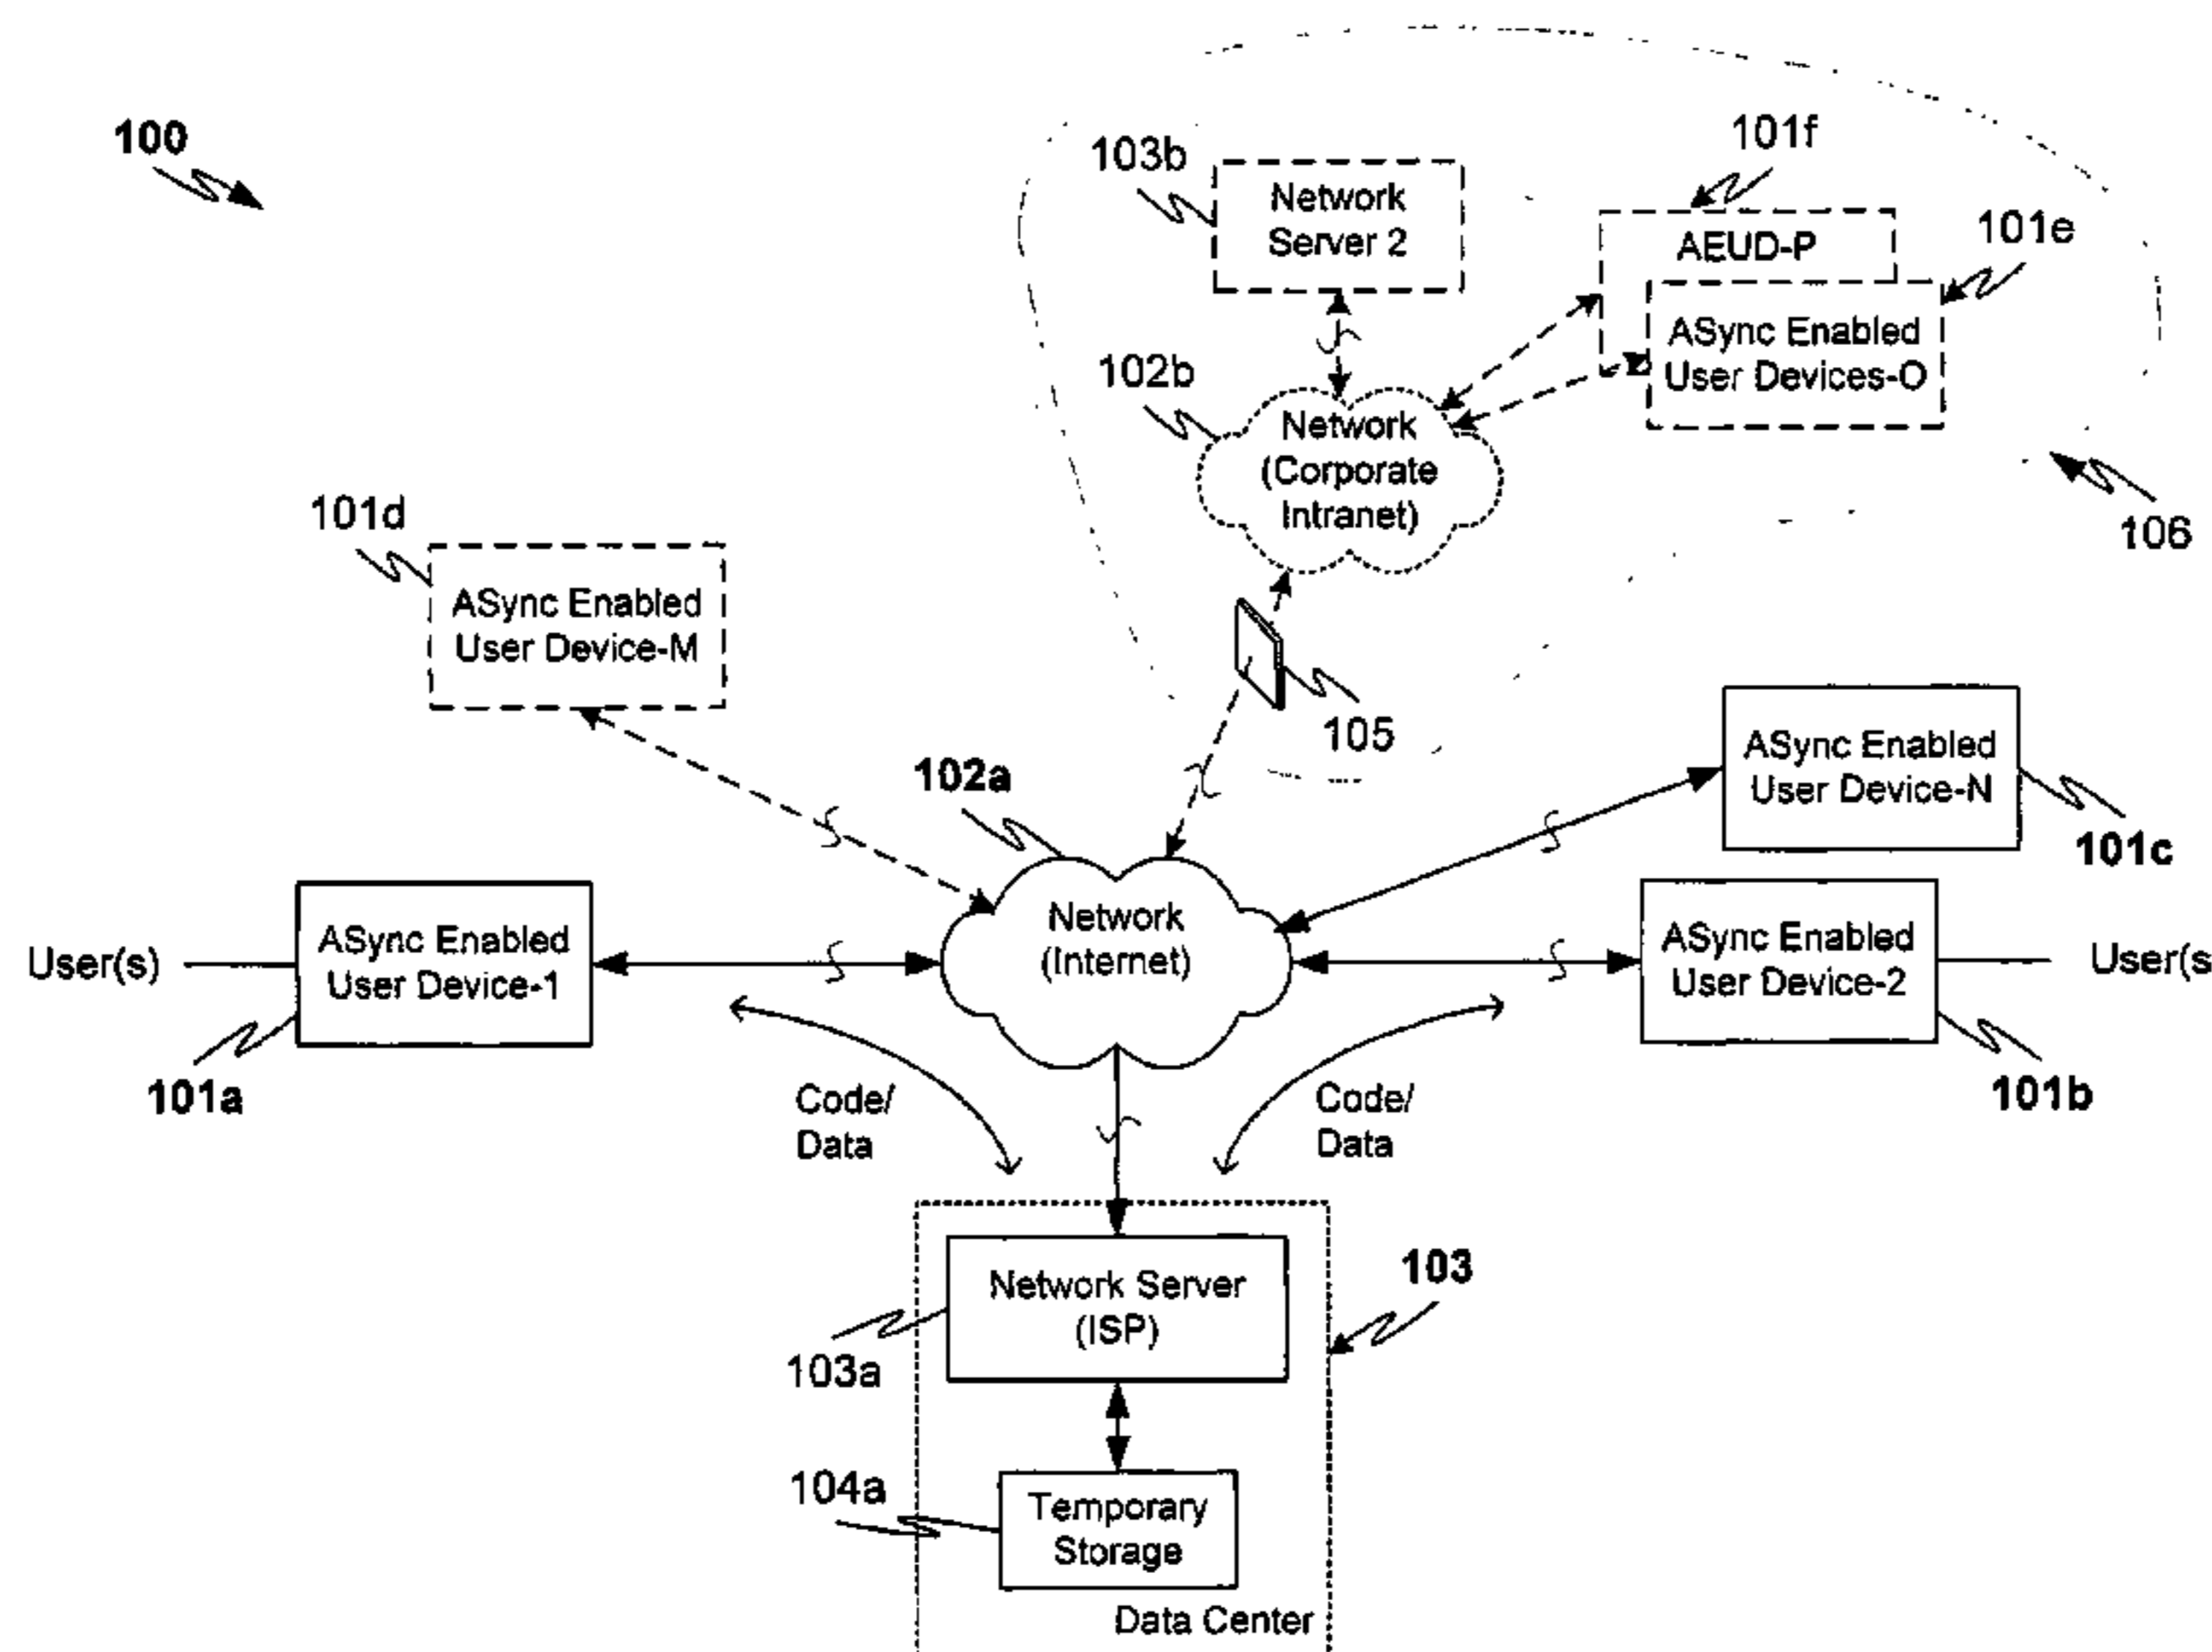 100
103b
Network
Server 2
101f
AEUD-P
101e
ASync Enabled
User Devices-O
102b
Network
(Corporate
Intranet)
106
101d
ASync Enabled
User Device-M
105
102a
ASync Enabled
User Device-N
101c
User(s)
ASync Enabled
User Device-1
101a
Network
(Internet)
ASync Enabled
User Device-2
User(s
101b
Code/
Data
Code/
Data
103
Network Server
(ISP)
103a
104a
Temporary
Storage
Data Center